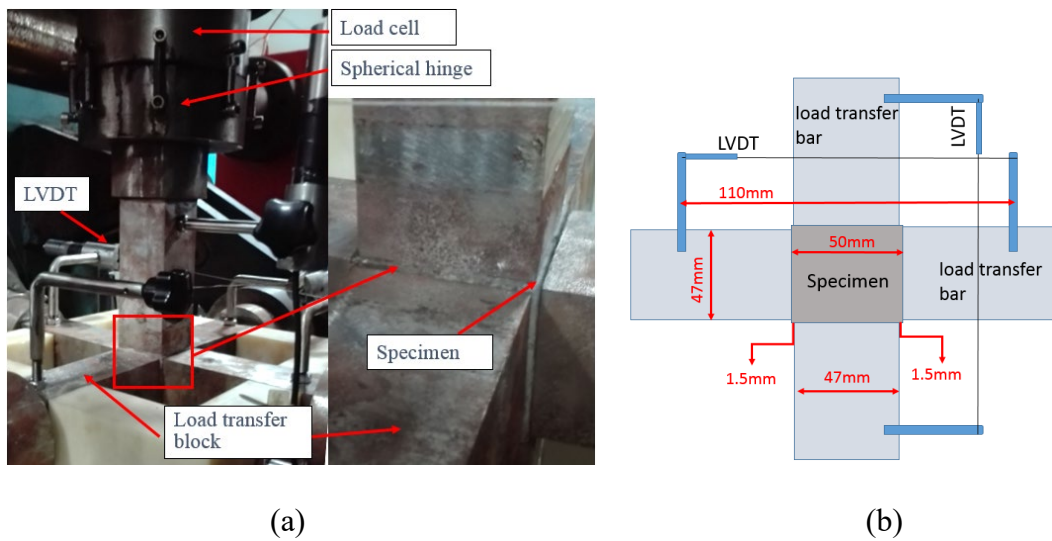 Load cell
Spherical hinge
LVDT
Specimen
Load transfer
block
(a)
load transfer
bar
LVDT
LVDT
110mm
50mm
47mm
Specimen
load transfer
bar
1.5mm
1.5mm
47mm
(b)